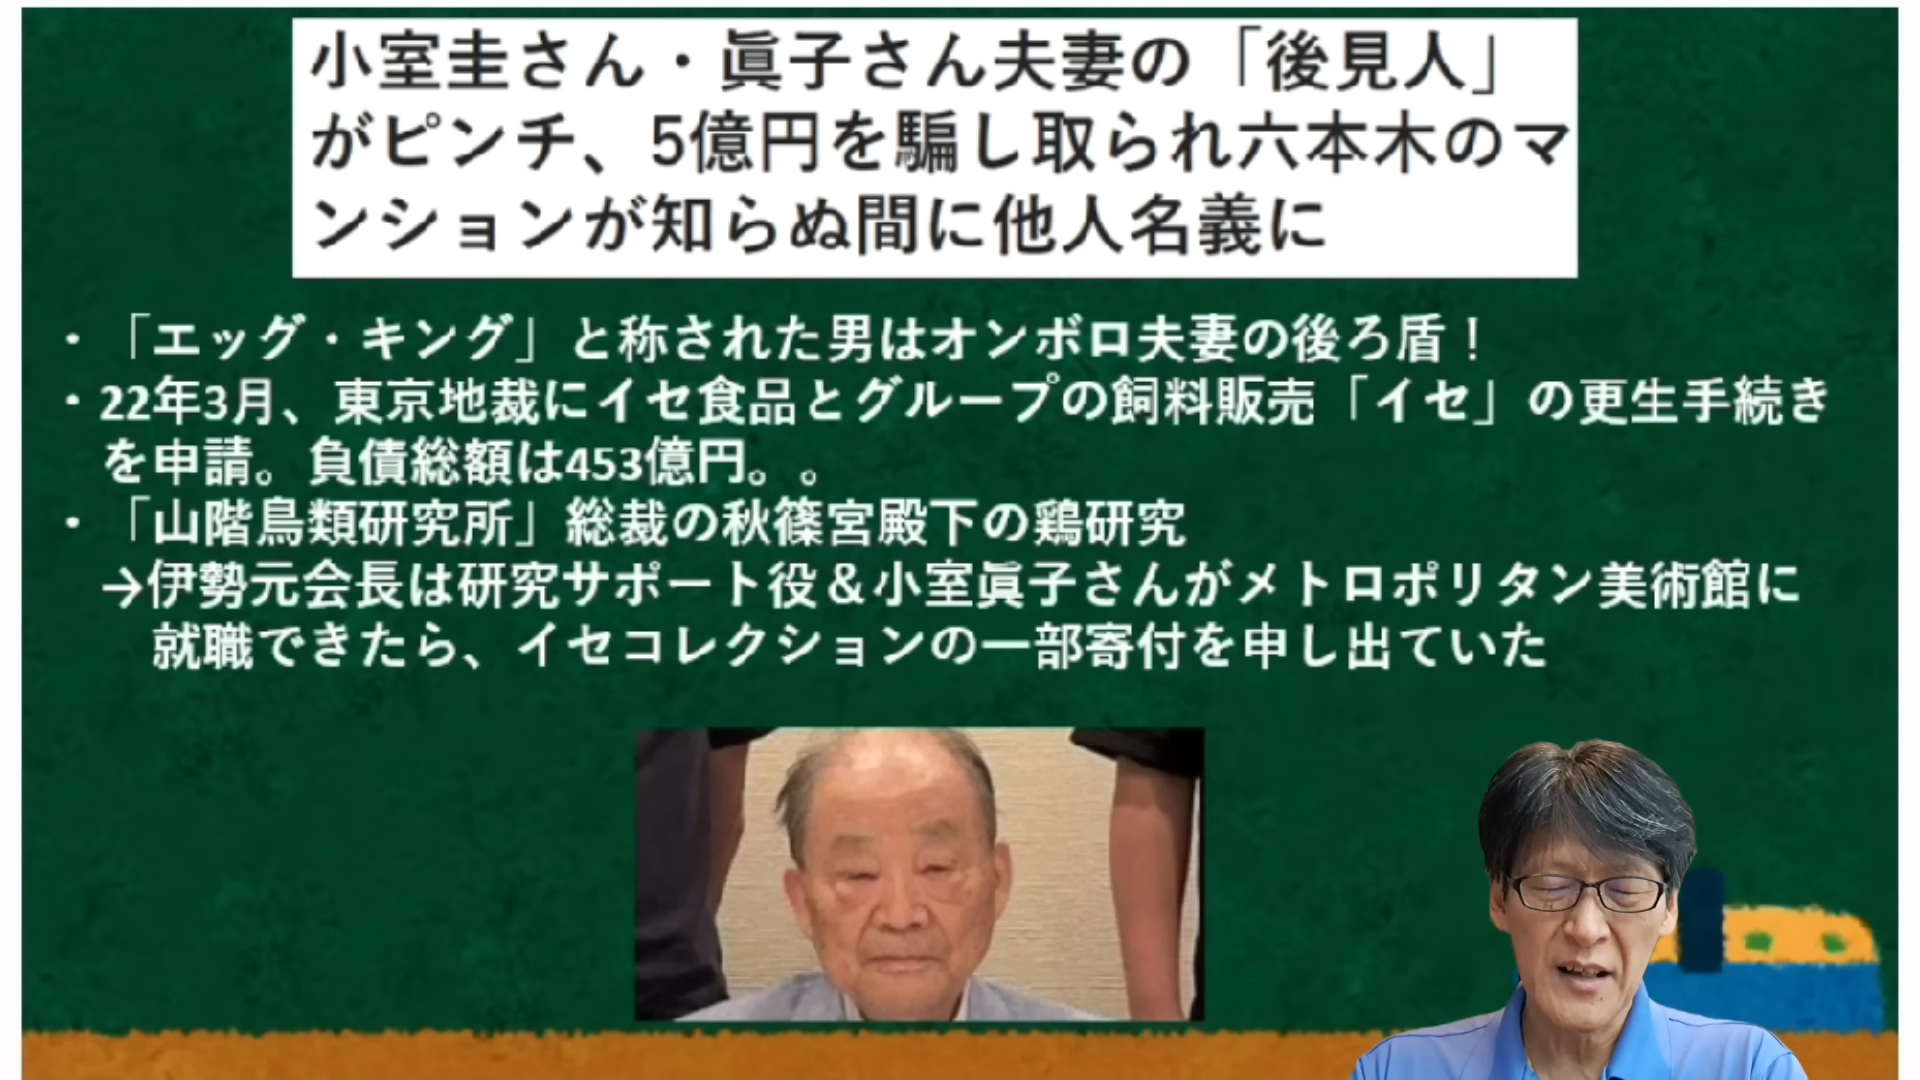 小室圭さん・眞子さん夫妻の「後見人」
がピンチ、5億円を騙し取られ六本木のマ
ンションが知らぬ間に他人名義に
・「エッグ・キング」と称された男はオンボロ夫妻の後ろ盾！
・22年3月、東京地裁にイセ食品とグループの飼料販売「イセ」の更生手続き
を申請。負債総額は453億円。。
・「山階鳥類研究所」総裁の秋篠宮殿下の鶏研究
→伊勢元会長は研究サポート役＆小室眞子さんがメトロポリタン美術館に
就職できたら、イセコレクションの一部寄付を申し出ていた